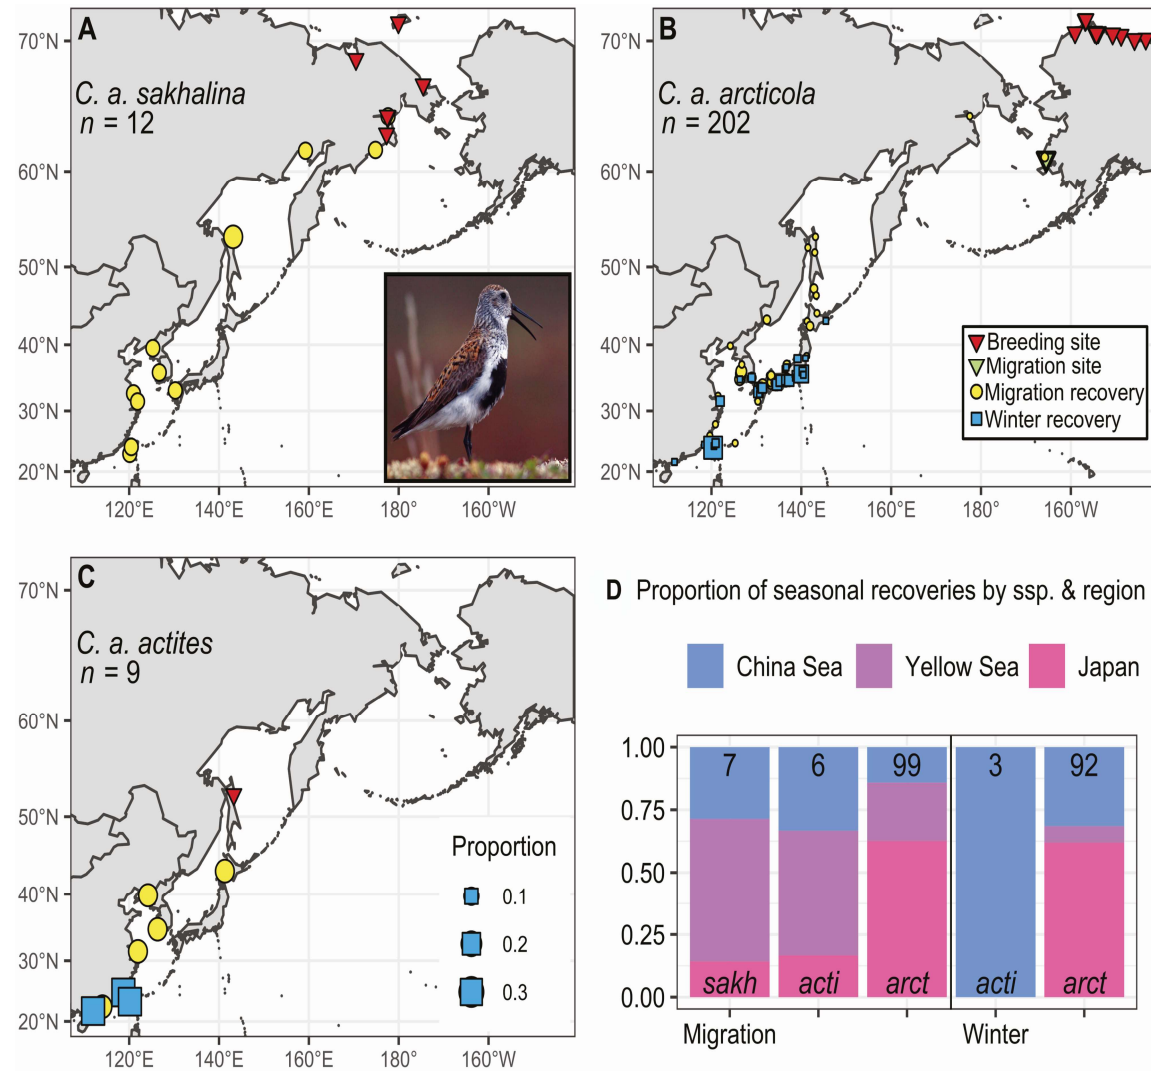 A
C. a. sakhalina
n = 12
70°N
60°N
50°N
40°N
30°N
20°N
120°E
140°E
160°E
180°
160°W
B
C. a. arcticola
n = 202
70°N
60°N
50°N
40°N
30°N
20°N
Breeding site
Migration site
Migration recovery
Winter recovery
120°E
140°E
160°E
180°
160°W
C
C. a. actites
n = 9
70°N
60°N
50°N
40°N
30°N
20°N
Proportion
0.1
0.2
0.3
120°E
140°E
160°E
180°
160°W
D Proportion of seasonal recoveries by ssp. & region
China Sea Yellow Sea Japan
1.00
0.75
0.50
0.25
0.00
7 6 99 3 92
sakh acti arct acti arct
Migration Winter